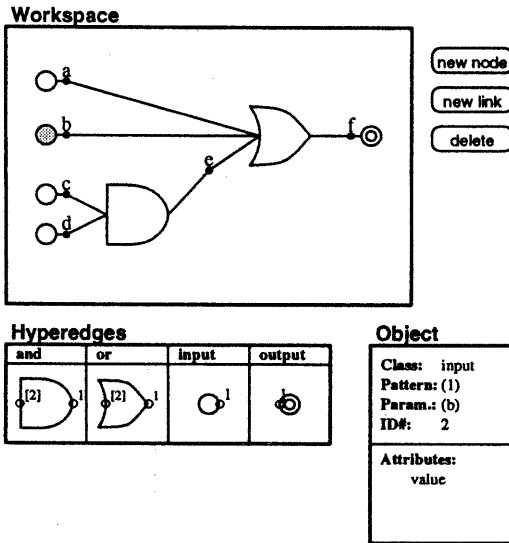 Workspace
a
b
c
d
e
f
new node
new link
delete
Hyperedges
and or input output
[2] 1 [2] 1 1 1
Object
Class: input
Pattern: (1)
Param.: (b)
ID#: 2
Attributes:
value